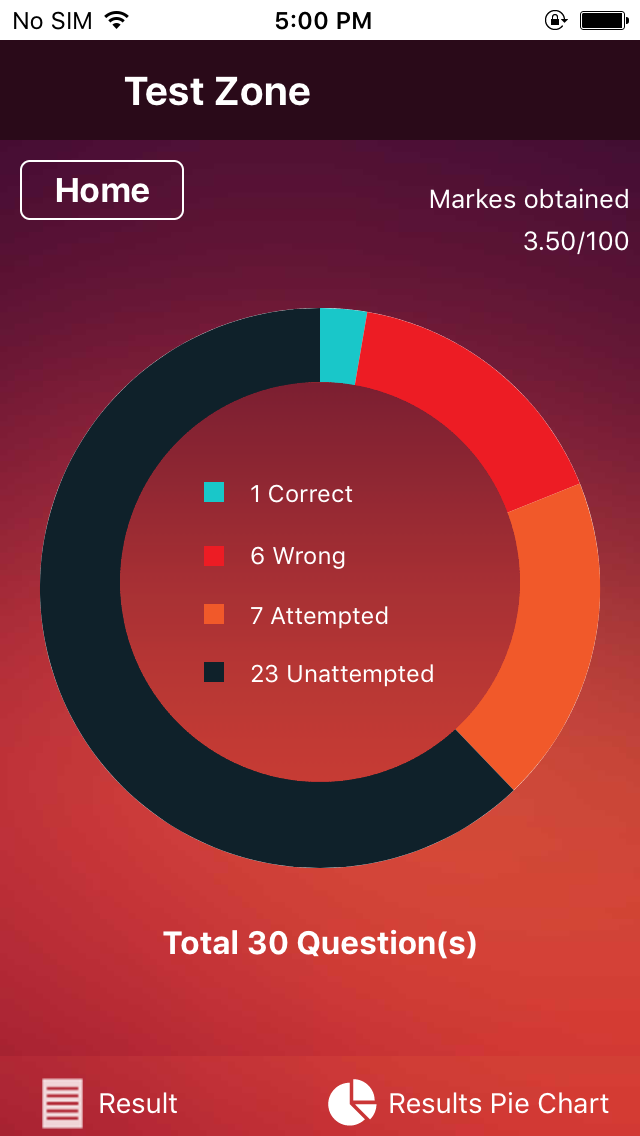 No SIM 5:00 PM
Test Zone
Home
Markes obtained
3.50/100
1 Correct
6 Wrong
7 Attempted
23 Unattempted
Total 30 Question(s)
Result Results Pie Chart